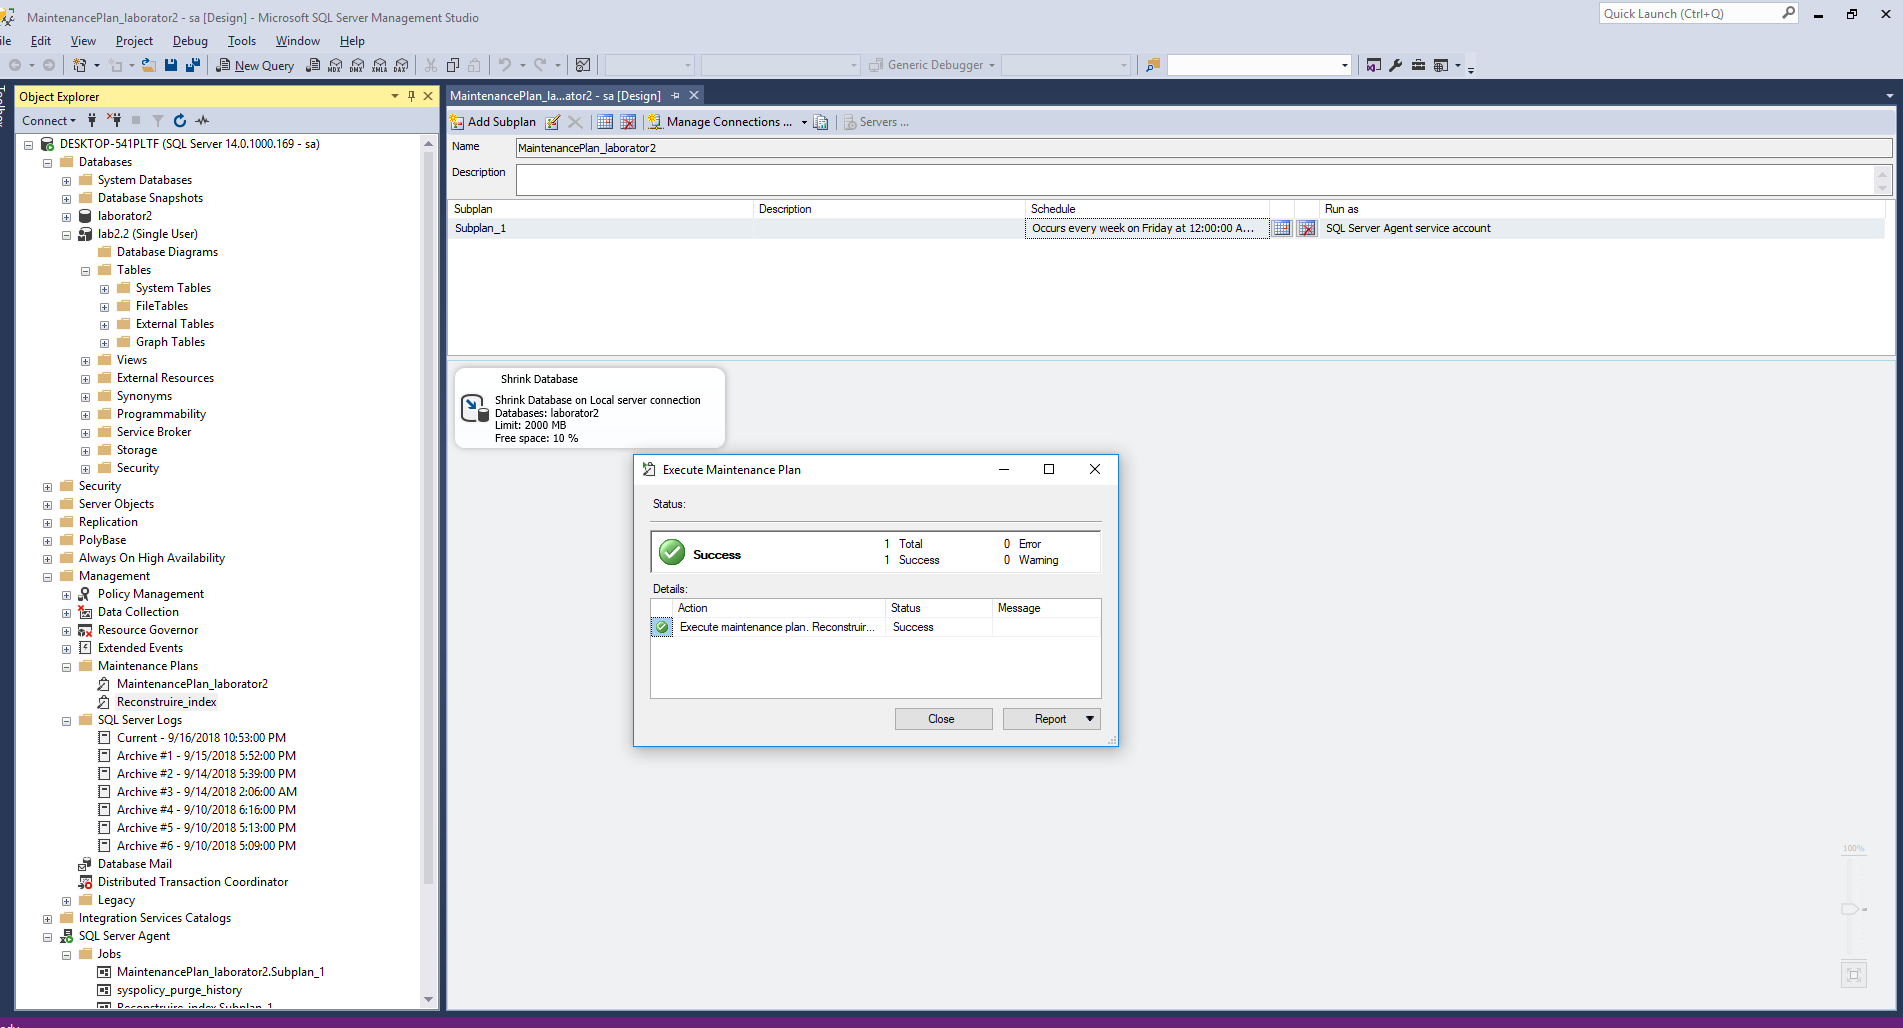 MaintenancePlan_laborator2 - sa [Design] - Microsoft SQL Server Management Studio
Quick Launch (Ctrl+Q)
ile Edit View Project Debug Tools Window Help
New Query MDX DMX XMLA DAX Generic Debugger
Object Explorer
Connect
DESKTOP-541PLTF (SQL Server 14.0.1000.169 - sa)
Databases
System Databases
Database Snapshots
laborator2
lab2.2 (Single User)
Database Diagrams
Tables
System Tables
FileTables
External Tables
Graph Tables
Views
External Resources
Synonyms
Programmability
Service Broker
Storage
Security
Security
Server Objects
Replication
PolyBase
Always On High Availability
Management
Policy Management
Data Collection
Resource Governor
Extended Events
Maintenance Plans
MaintenancePlan_laborator2
Reconstruire_index
SQL Server Logs
Current - 9/16/2018 10:53:00 PM
Archive #1 - 9/15/2018 5:52:00 PM
Archive #2 - 9/14/2018 5:39:00 PM
Archive #3 - 9/14/2018 2:06:00 AM
Archive #4 - 9/10/2018 6:16:00 PM
Archive #5 - 9/10/2018 5:13:00 PM
Archive #6 - 9/10/2018 5:09:00 PM
Database Mail
Distributed Transaction Coordinator
Legacy
Integration Services Catalogs
SQL Server Agent
Jobs
MaintenancePlan_laborator2.Subplan_1
syspolicy_purge_history
Reconstruire_index.Subplan_1
MaintenancePlan_la...ator2 - sa [Design]
Add Subplan Manage Connections ... Servers ...
Name MaintenancePlan_laborator2
Description
Subplan Description Schedule Run as
Subplan_1 Occurs every week on Friday at 12:00:00 A... SQL Server Agent service account
Shrink Database
Shrink Database on Local server connection
Databases: laborator2
Limit: 2000 MB
Free space: 10 %
Execute Maintenance Plan
Status:
Success
1 Total 0 Error
1 Success 0 Warning
Details:
Action Status Message
Execute maintenance plan. Reconstruir... Success
Close Report
100%